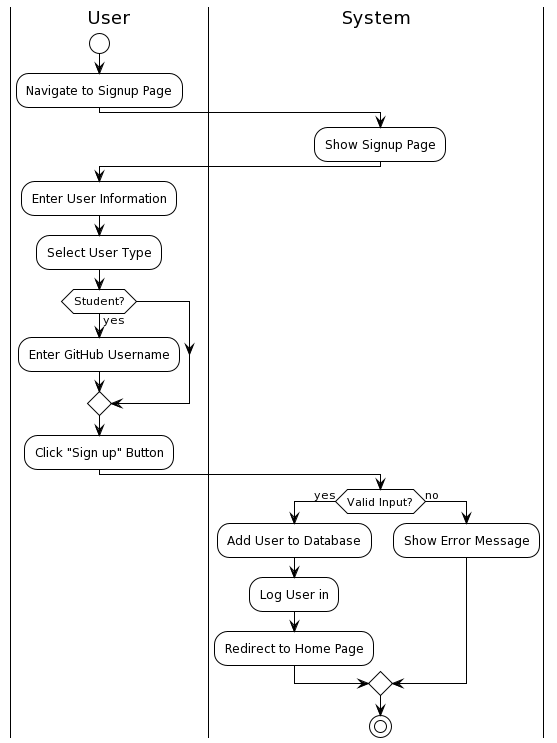 User
System
Navigate to Signup Page
Show Signup Page
Enter User Information
Select User Type
Student?
yes
Enter GitHub Username
Click "Sign up" Button
yes
Valid Input?
no
Add User to Database
Show Error Message
Log User in
Redirect to Home Page